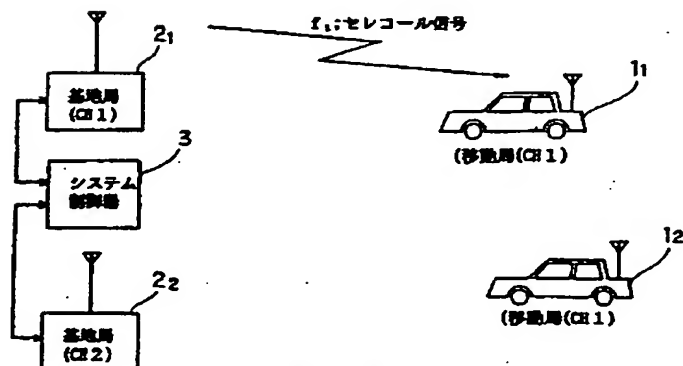 f₁;セレコール信号
2₁
基地局
(CH1)
1₁
(移動局(CH1)
3
システム
制御器
1₂
2₂
基地局
(CH2)
(移動局(CH1)